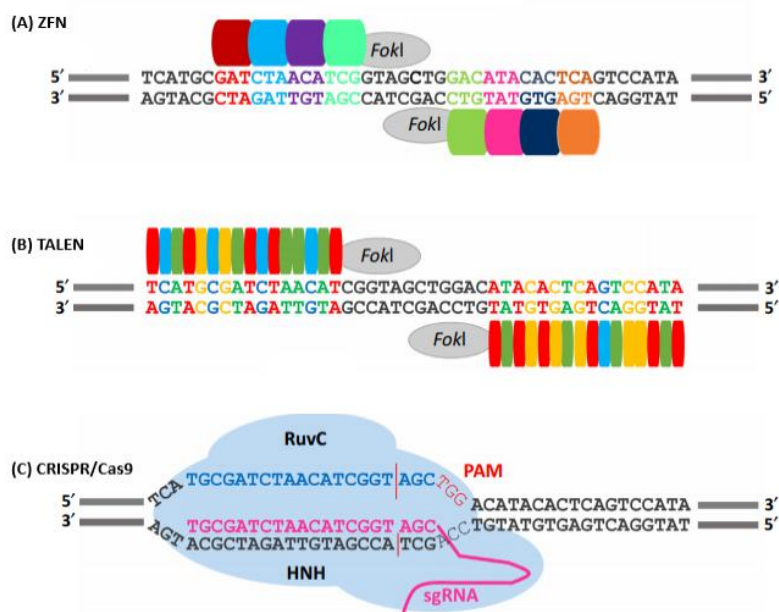 (A) ZFN
FokI
5′ TCATGCGATCTAACATCGGTAGCTGGACATACACTCAGTCCATA 3′
3′ AGTACGCTAGATTGTAGCCATCGACCTGTATGTGAGTCAGGTAT 5′
FokI
(B) TALEN
FokI
5′ TCATGCGATCTAACATCGGTAGCTGGACATACACTCAGTCCATA 3′
3′ AGTACGCTAGATTGTAGCCATCGACCTGTATGTGAGTCAGGTAT 5′
FokI
RuvC
(C) CRISPR/Cas9
PAM
5′ TCA TGCGATCTAACATCGGT AGC TGG ACATACACTCAGTCCATA 3′
TGCGATCTAACATCGGT AGC
3′ AGT ACGCTAGATTGTAGCCA TCG ACC TGTATGTGAGTCAGGTAT 5′
HNH
sgRNA